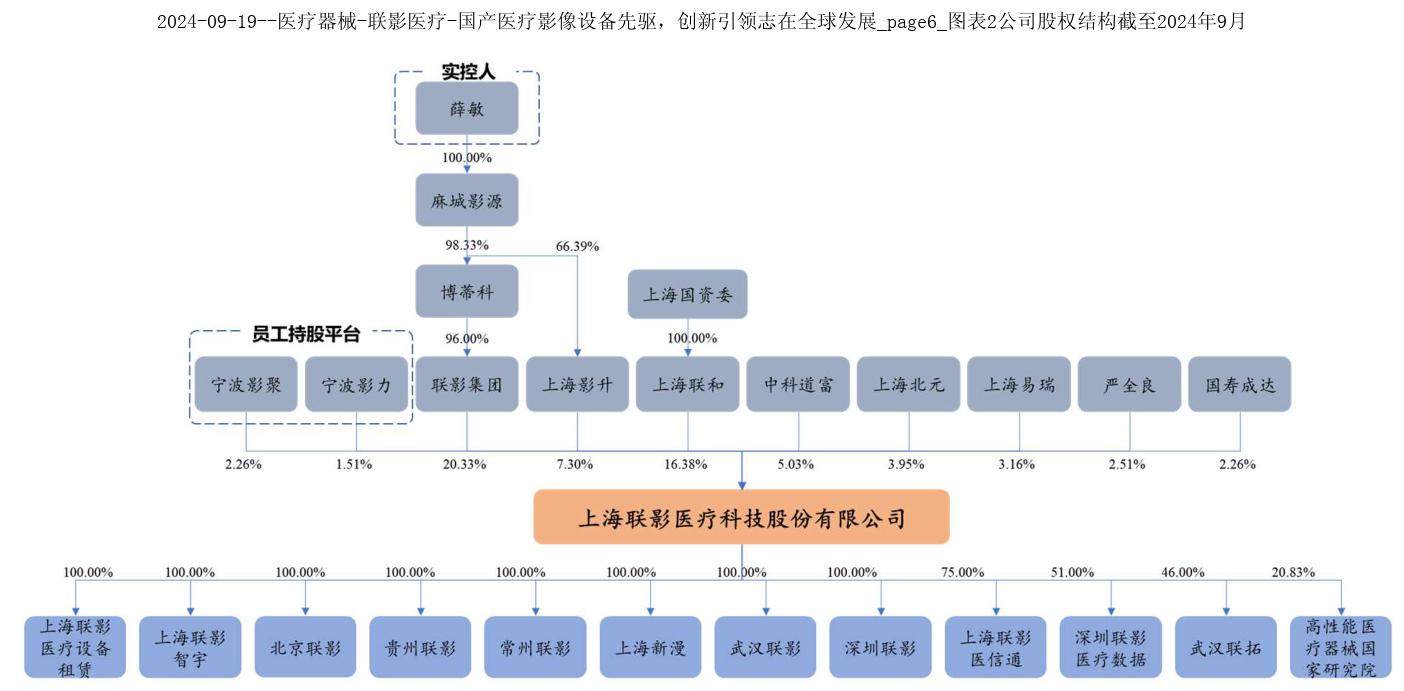 2024-09-19--医疗器械-联影医疗-国产医疗影像设备先驱，创新引领志在全球发展_page6_图表2公司股权结构截至2024年9月
实控人
薛敏
100.00%
麻城影源
98.33%
66.39%
博蒂科
上海国资委
员工持股平台
96.00%
100.00%
宁波影聚
宁波影力
联影集团
上海影升
上海联和
中科道富
上海北元
上海易瑞
严全良
国寿成达
2.26%
1.51%
20.33%
7.30%
16.38%
5.03%
3.95%
3.16%
2.51%
2.26%
上海联影医疗科技股份有限公司
100.00%
100.00%
100.00%
100.00%
100.00%
100.00%
100.00%
100.00%
75.00%
51.00%
46.00%
20.83%
上海联影
医疗设备
租赁
上海联影
智宇
北京联影
贵州联影
常州联影
上海新漫
武汉联影
深圳联影
上海联影
医信通
深圳联影
医疗数据
武汉联拓
高性能医
疗器械国
家研究院